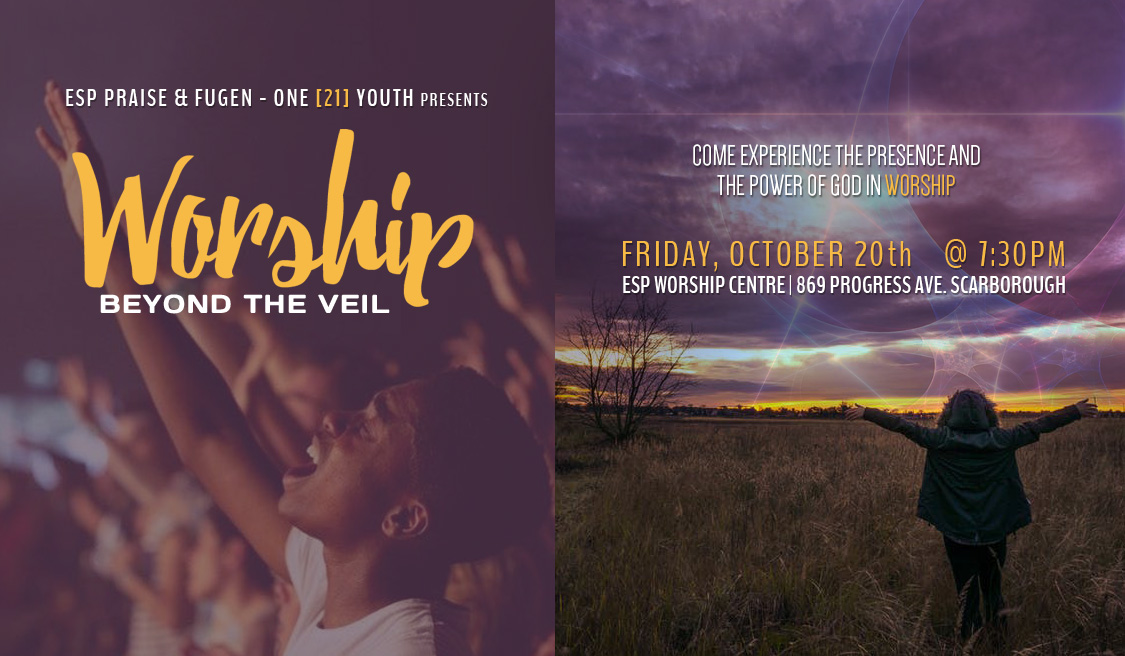 ESP PRAISE & FUGEN - ONE [21] YOUTH PRESENTS
Worship
BEYOND THE VEIL
COME EXPERIENCE THE PRESENCE AND
THE POWER OF GOD IN WORSHIP
FRIDAY, OCTOBER 20th @ 7:30PM
ESP WORSHIP CENTRE | 869 PROGRESS AVE. SCARBOROUGH